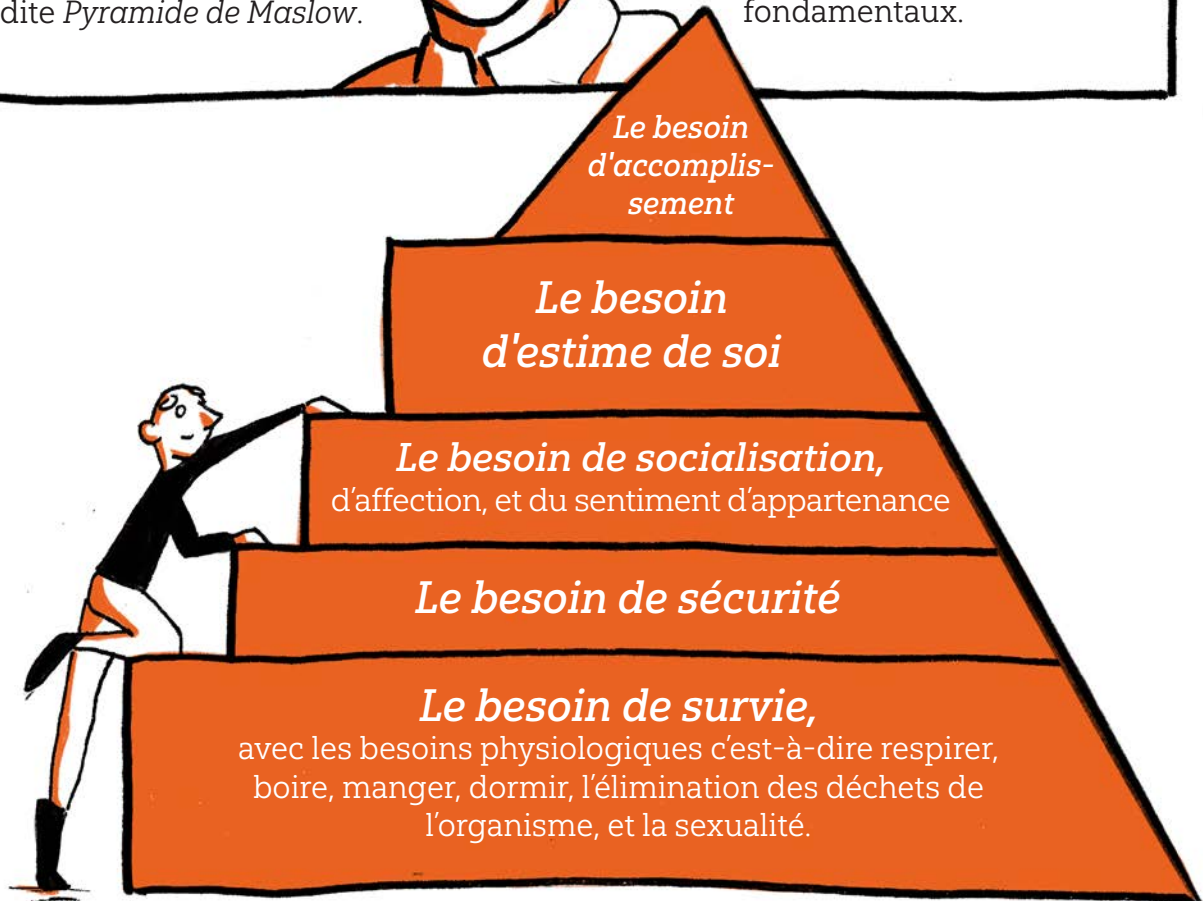 dite Pyramide de Maslow.
fondamentaux.
Le besoin
d'accomplis-
sement
Le besoin
d'estime de soi
Le besoin de socialisation,
d’affection, et du sentiment d’appartenance
Le besoin de sécurité
Le besoin de survie,
avec les besoins physiologiques c’est-à-dire respirer,
boire, manger, dormir, l’élimination des déchets de
l’organisme, et la sexualité.